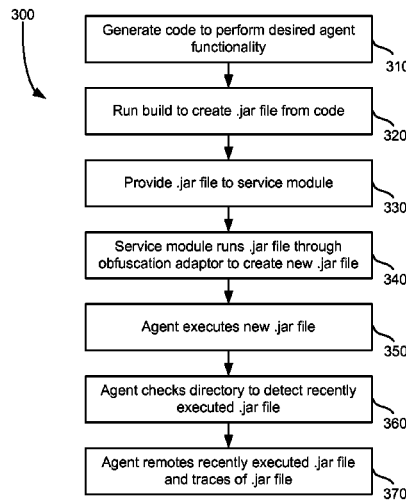 300
Generate code to perform desired agent
functionality
310
Run build to create .jar file from code
320
Provide .jar file to service module
330
Service module runs .jar file through
obfuscation adaptor to create new .jar file
340
Agent executes new .jar file
350
Agent checks directory to detect recently
executed .jar file
360
Agent remotes recently executed .jar file
and traces of .jar file
370